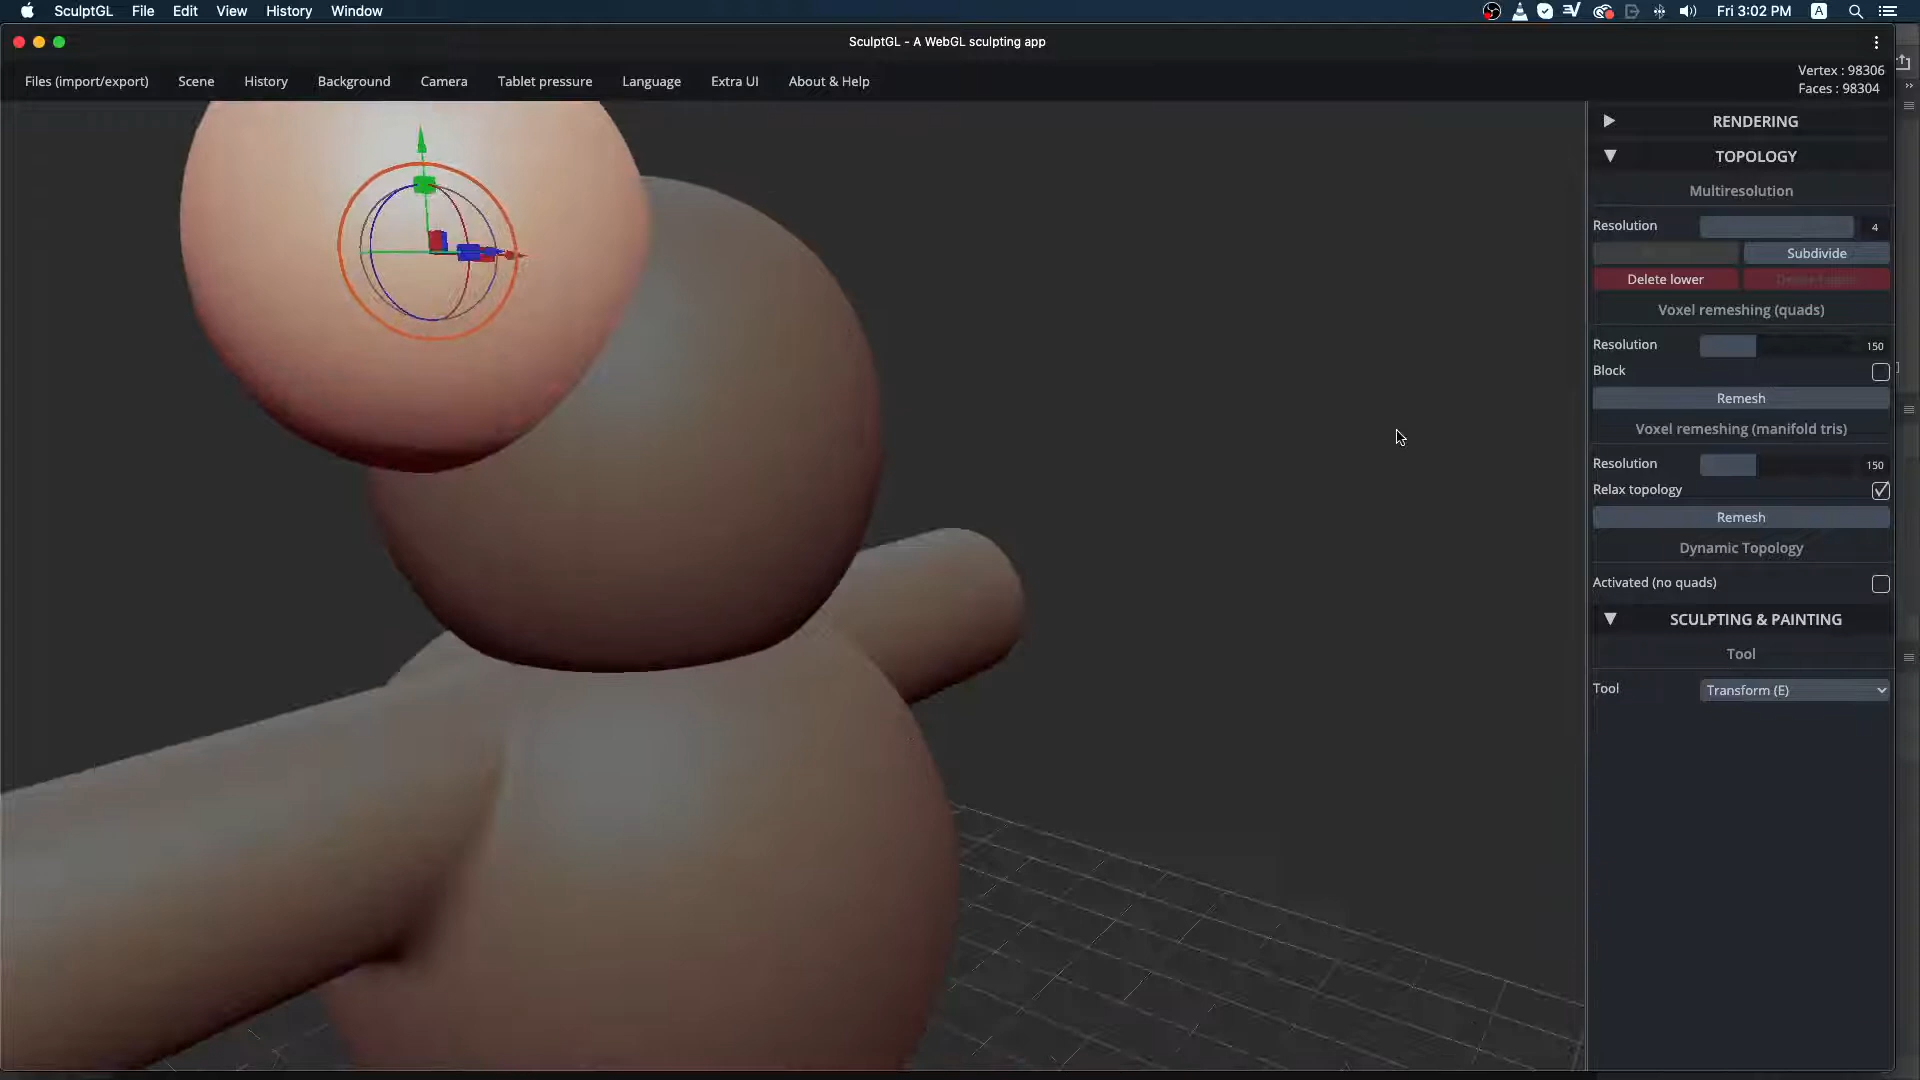 SculptGL File Edit View History Window Fri 3:02 PM A
SculptGL - A WebGL sculpting app
Files (import/export) Scene History Background Camera Tablet pressure Language Extra UI About & Help
Vertex : 98306
Faces : 98304
RENDERING
TOPOLOGY
Multiresolution
Resolution 4
Subdivide
Delete lower
Voxel remeshing (quads)
Resolution 150
Block
Remesh
Voxel remeshing (manifold tris)
Resolution 150
Relax topology
Remesh
Dynamic Topology
Activated (no quads)
SCULPTING & PAINTING
Tool
Tool Transform (E)